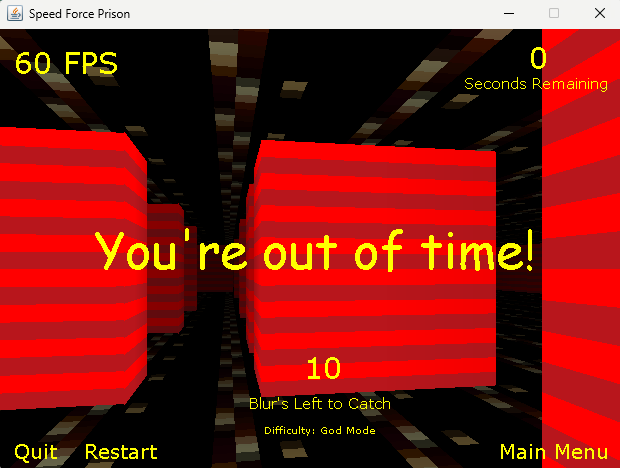 Speed Force Prison
60 FPS
0
Seconds Remaining
You're out of time!
10
Blur's Left to Catch
Difficulty: God Mode
Quit Restart Main Menu